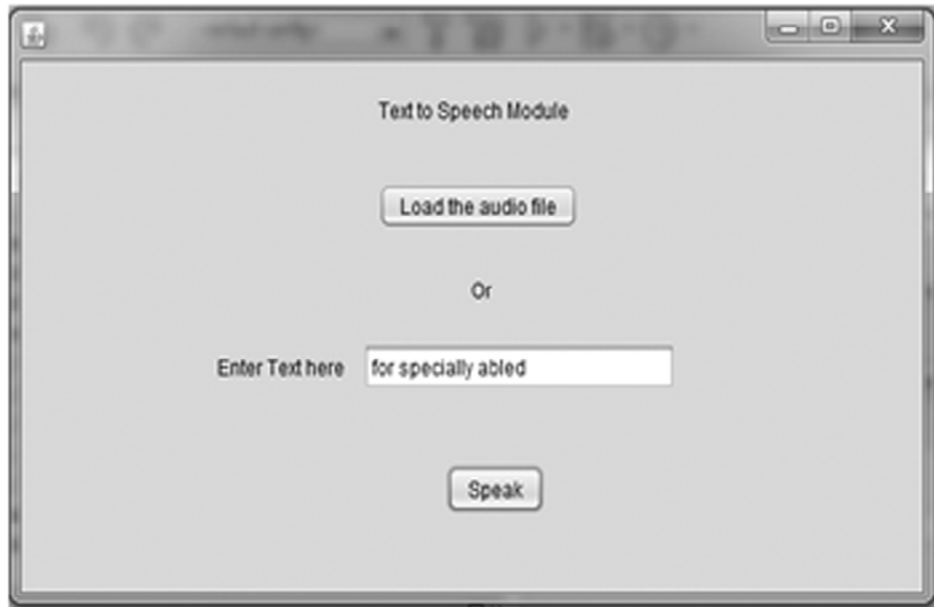 Text to Speech Module
Load the audio file
Or
Enter Text here for specially abled
Speak